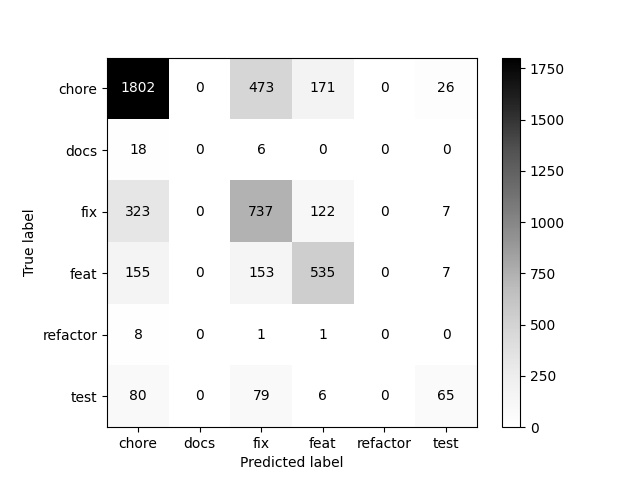 chore 1802 0 473 171 0 26
docs 18 0 6 0 0 0
fix 323 0 737 122 0 7
feat 155 0 153 535 0 7
refactor 8 0 1 1 0 0
test 80 0 79 6 0 65
chore docs fix feat refactor test
Predicted label
True label
1750
1500
1250
1000
750
500
250
0